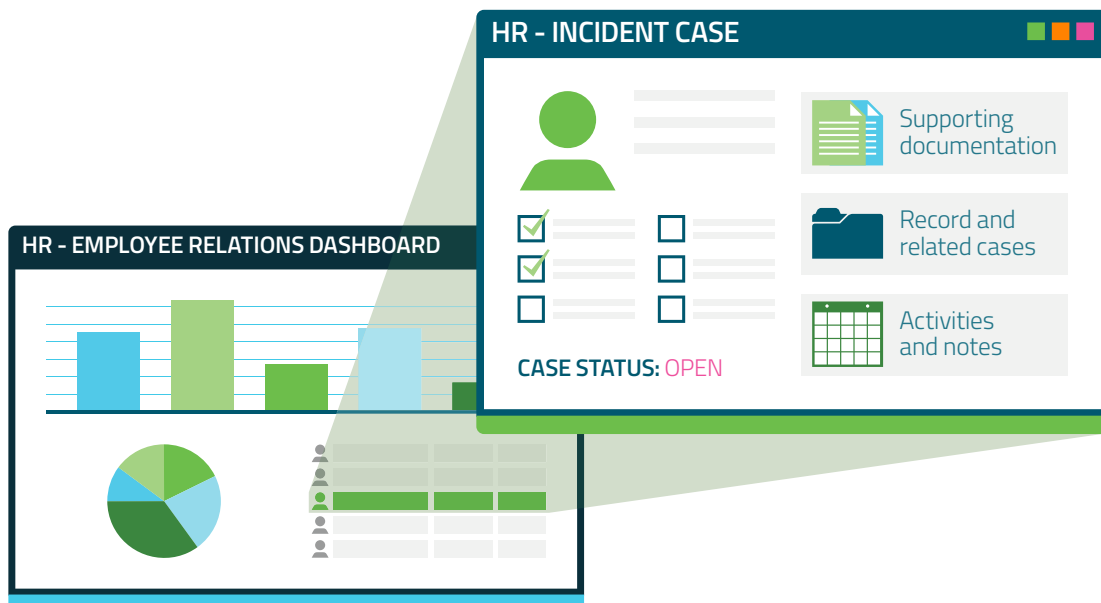 HR - INCIDENT CASE
Supporting
documentation
Record and
related cases
Activities
and notes
CASE STATUS: OPEN
HR - EMPLOYEE RELATIONS DASHBOARD